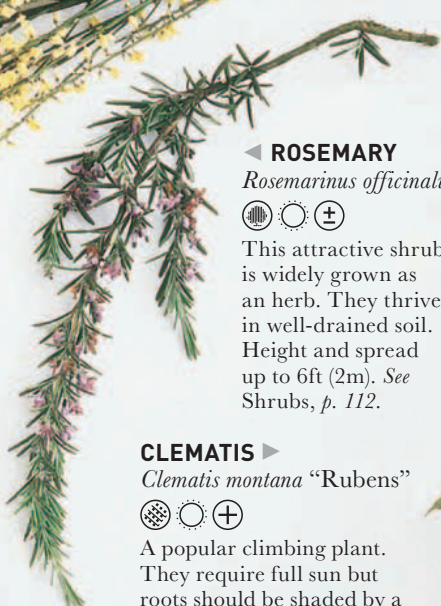 ◀ ROSEMARY
Rosmarinus officinali
This attractive shrub
is widely grown as
an herb. They thrive
in well-drained soil.
Height and spread
up to 6ft (2m). See
Shrubs, p. 112.
CLEMATIS ▶
Clematis montana “Rubens”
A popular climbing plant.
They require full sun but
roots should be shaded by a